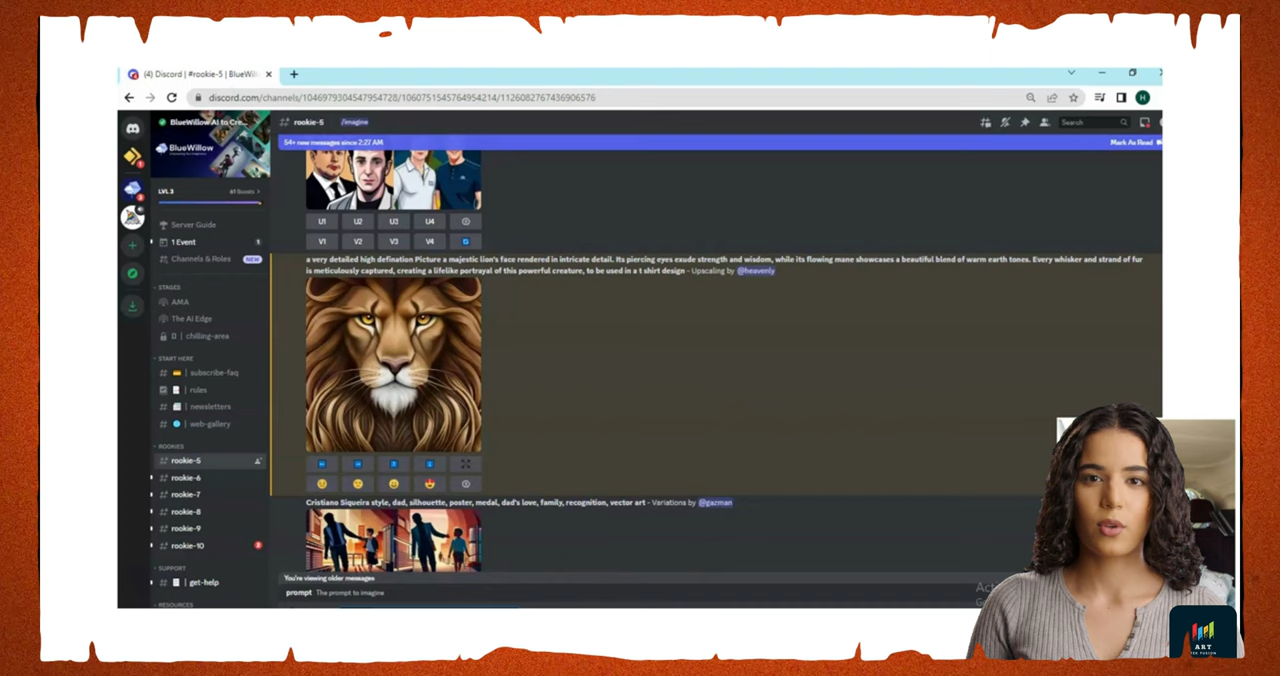 (4) Discord | #rookie-5 | BlueWil
discord.com/channels/1046979304547954728/1060751545764954214/1126082767436906576
H
BlueWillow AI to Cre...
BlueWillow
LVL 3
61 Boosts
Server Guide
1 Event
1
Channels & Roles
NEW
STAGES
AMA
The AI Edge
chilling-area
START HERE
subscribe-faq
rules
newsletters
web-gallery
ROOKIES
rookie-5
rookie-6
rookie-7
rookie-8
rookie-9
rookie-10
SUPPORT
get-help
RESOURCES
rookie-5 /imagine
Search
54+ new messages since 2:27 AM
Mark As Read
U1 U2 U3 U4
V1 V2 V3 V4
a very detailed high defination Picture a majestic lion's face rendered in intricate detail. Its piercing eyes exude strength and wisdom, while its flowing mane showcases a beautiful blend of warm earth tones. Every whisker and strand of fur
is meticulously captured, creating a lifelike portrayal of this powerful creature, to be used in a t shirt design - Upscaling by @heavenly
Cristiano Siqueira style, dad, silhouette, poster, medal, dad's love, family, recognition, vector art - Variations by @gazman
You're viewing older messages
prompt The prompt to imagine
ART